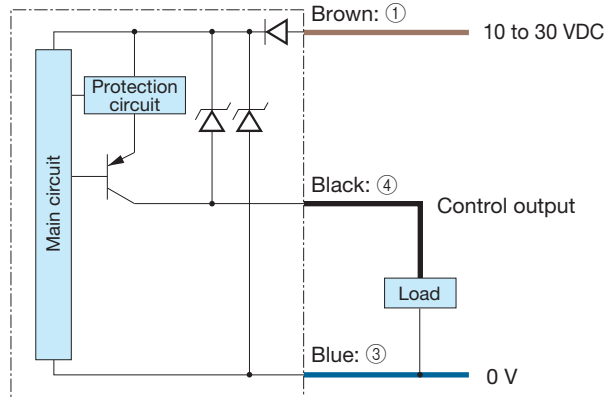 Brown: ①
10 to 30 VDC
Protection
circuit
Main circuit
Black: ④
Control output
Load
Blue: ③
0 V